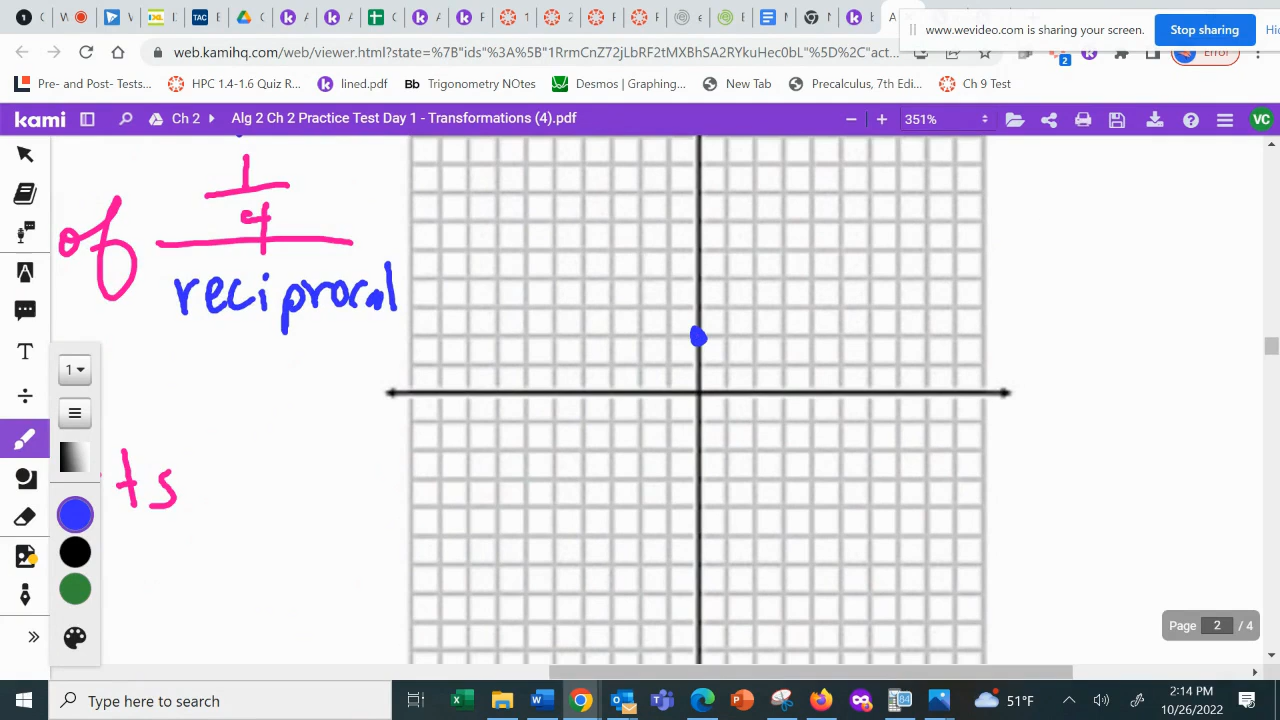 www.wevideo.com is sharing your screen. Stop sharing
web.kamihq.com/web/viewer.html?state=%7B"ids"%3A%5B"1RrmCnZ72jLbRF2tMXBhSA2RYkuHec0bL"%5D%2C"act...
2 Error
Pre- and Post- Tests... HPC 1.4-1.6 Quiz R... lined.pdf Bb Trigonometry NOtes Desmos | Graphing... New Tab Precalculus, 7th Edi... Ch 9 Test
kami Ch 2 Alg 2 Ch 2 Practice Test Day 1 - Transformations (4).pdf 351% VC
1
of 4
reciprocal
1
ts
Page 2 / 4
Type here to search 51°F 2:14 PM
10/26/2022